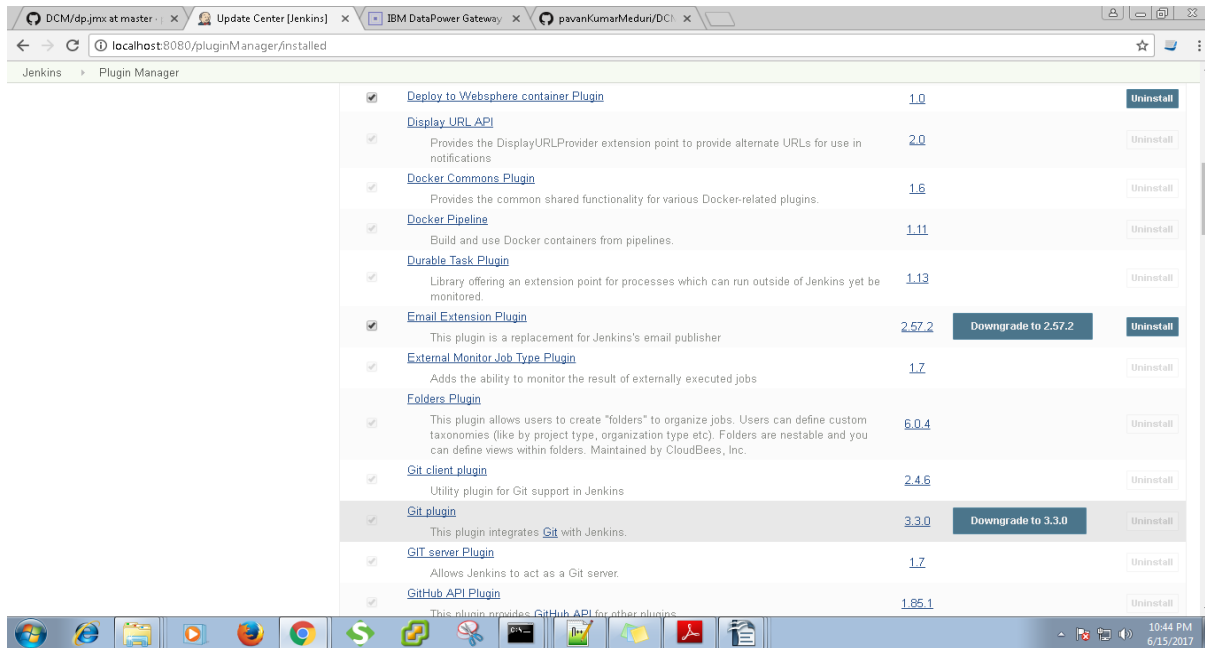 DCM/dp.jmx at master ·
Update Center [Jenkins]
IBM DataPower Gateway
pavanKumarMeduri/DCM
localhost:8080/pluginManager/installed
Jenkins
Plugin Manager
Deploy to Websphere container Plugin
1.0
Uninstall
Display URL API
Provides the DisplayURLProvider extension point to provide alternate URLs for use in
notifications
2.0
Uninstall
Docker Commons Plugin
Provides the common shared functionality for various Docker-related plugins.
1.6
Uninstall
Docker Pipeline
Build and use Docker containers from pipelines.
1.11
Uninstall
Durable Task Plugin
Library offering an extension point for processes which can run outside of Jenkins yet be
monitored.
1.13
Uninstall
Email Extension Plugin
This plugin is a replacement for Jenkins's email publisher
2.57.2
Downgrade to 2.57.2
Uninstall
External Monitor Job Type Plugin
Adds the ability to monitor the result of externally executed jobs
1.7
Uninstall
Folders Plugin
This plugin allows users to create "folders" to organize jobs. Users can define custom
taxonomies (like by project type, organization type etc). Folders are nestable and you
can define views within folders. Maintained by CloudBees, Inc.
6.0.4
Uninstall
Git client plugin
Utility plugin for Git support in Jenkins
2.4.6
Uninstall
Git plugin
This plugin integrates Git with Jenkins.
3.3.0
Downgrade to 3.3.0
Uninstall
GIT server Plugin
Allows Jenkins to act as a Git server.
1.7
Uninstall
GitHub API Plugin
This plugin provides GitHub API for other plugins.
1.85.1
Uninstall
10:44 PM
6/15/2017